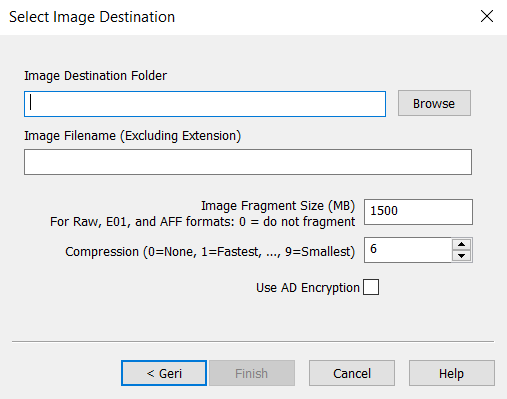 Select Image Destination
Image Destination Folder
Browse
Image Filename (Excluding Extension)
Image Fragment Size (MB)
1500
For Raw, E01, and AFF formats: 0 = do not fragment
Compression (0=None, 1=Fastest, ..., 9=Smallest)
6
Use AD Encryption
< Geri
Finish
Cancel
Help